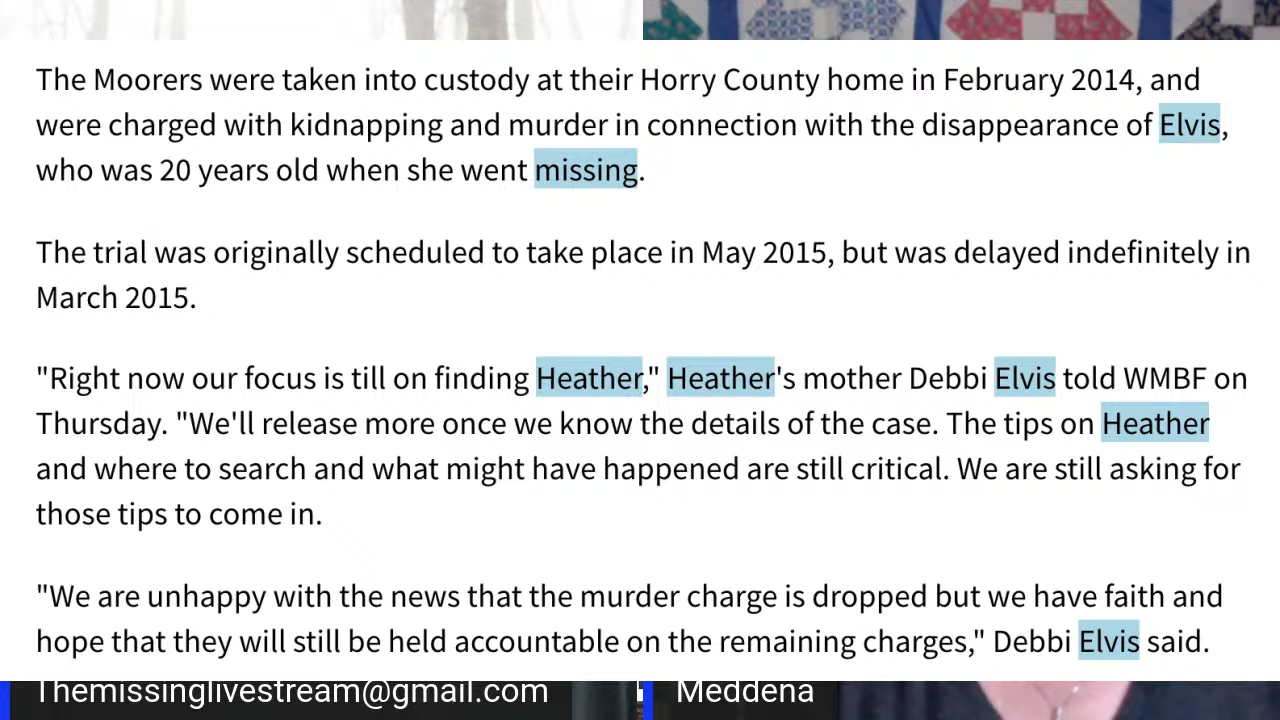 The Moorers were taken into custody at their Horry County home in February 2014, and
were charged with kidnapping and murder in connection with the disappearance of Elvis,
who was 20 years old when she went missing.
The trial was originally scheduled to take place in May 2015, but was delayed indefinitely in
March 2015.
"Right now our focus is till on finding Heather," Heather's mother Debbi Elvis told WMBF on
Thursday. "We'll release more once we know the details of the case. The tips on Heather
and where to search and what might have happened are still critical. We are still asking for
those tips to come in.
"We are unhappy with the news that the murder charge is dropped but we have faith and
hope that they will still be held accountable on the remaining charges," Debbi Elvis said.
Themissinglivestream@gmail.com
Meddena